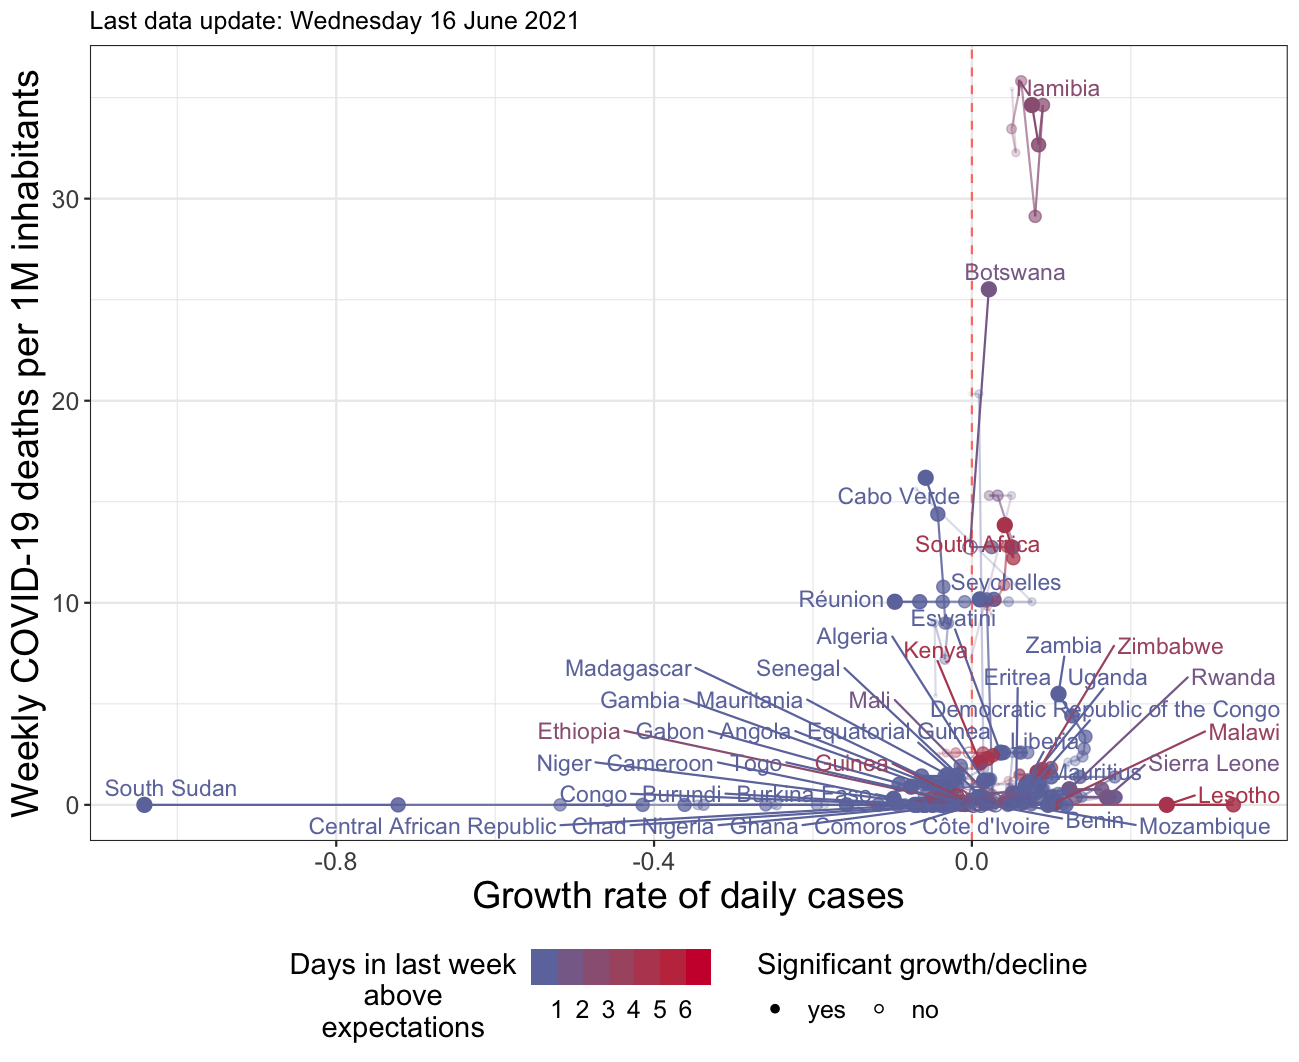 Last data update: Wednesday 16 June 2021
Weekly COVID-19 deaths per 1M inhabitants
30
20
10
0
Namibia
Botswana
Cabo Verde
South Africa
Seychelles
Réunion
Eswatini
Algeria
Kenya
Zambia
Zimbabwe
Madagascar
Senegal
Eritrea
Uganda
Rwanda
Gambia
Mauritania
Mali
Democratic Republic of the Congo
Ethiopia
Gabon
Angola
Equatorial Guinea
Liberia
Malawi
Niger
Cameroon
Togo
Guinea
Mauritius
Sierra Leone
South Sudan
Congo
Burundi
Burkina Faso
Lesotho
Central African Republic
Chad
Nigeria
Ghana
Comoros
Côte d'Ivoire
Benin
Mozambique
-0.8
-0.4
0.0
Growth rate of daily cases
Days in last week
above
expectations
1 2 3 4 5 6
Significant growth/decline
yes
no